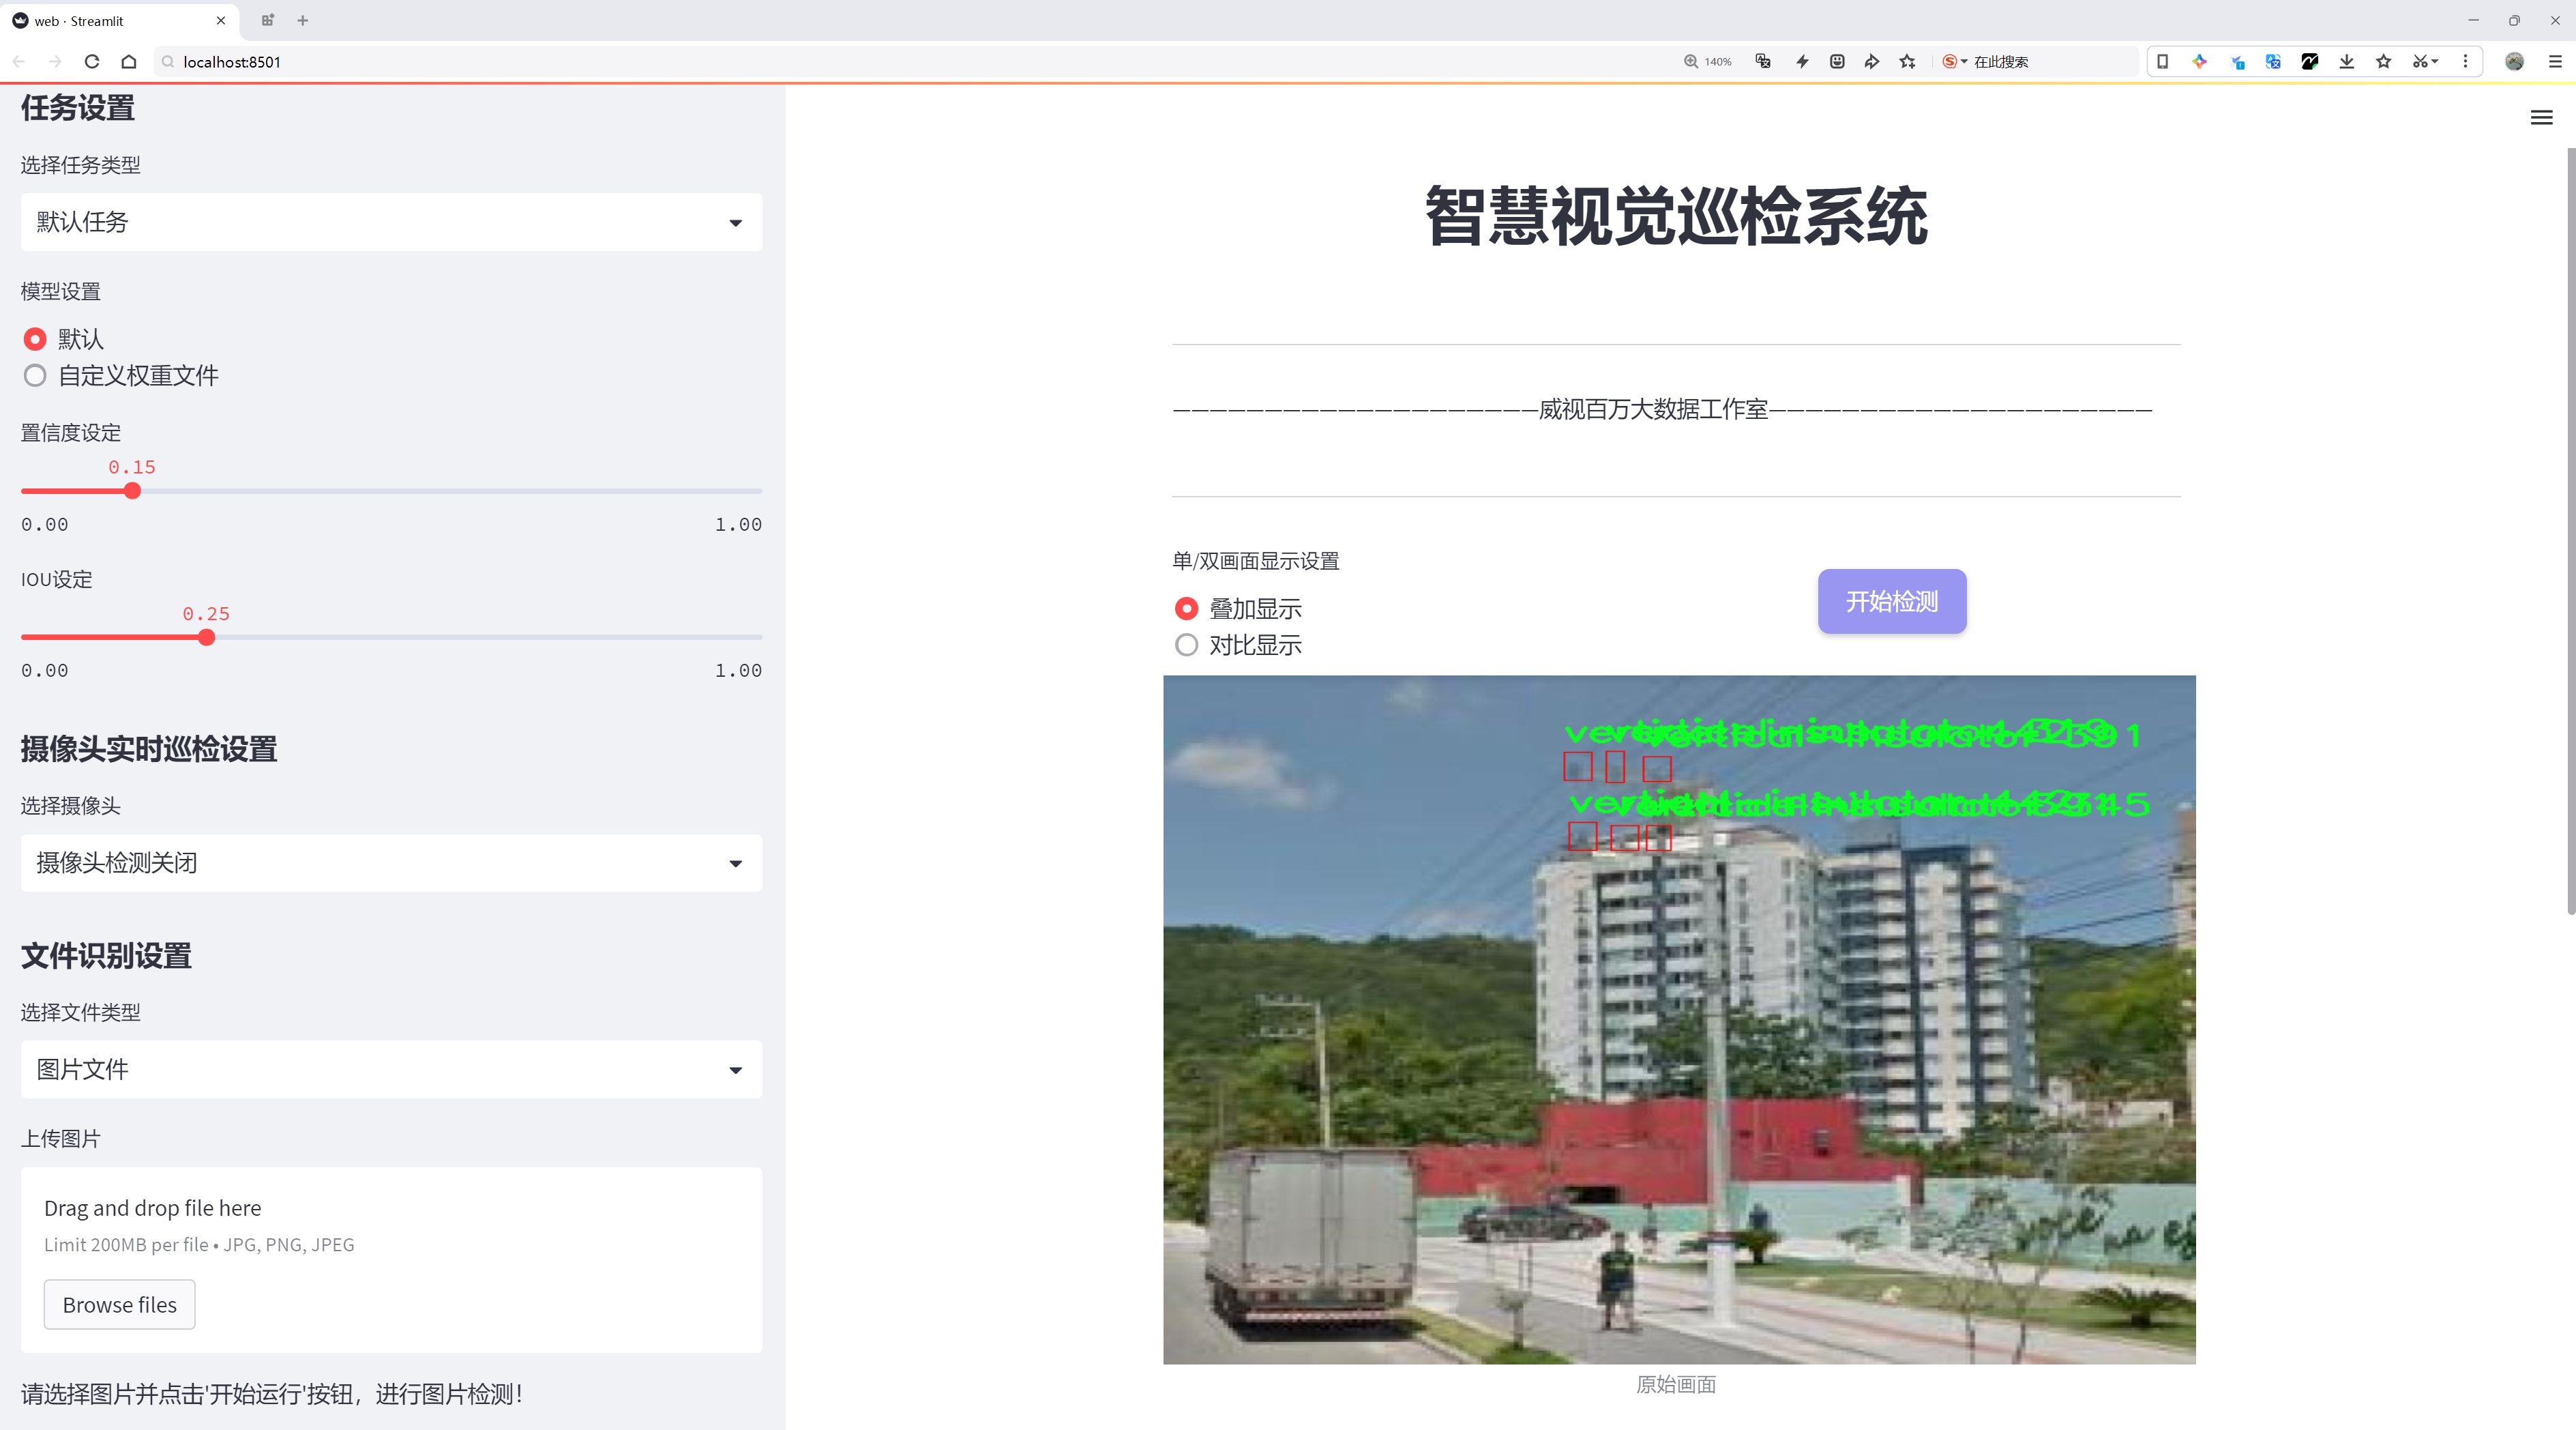 web · Streamlit
localhost:8501
140%
在此搜索
任务设置
选择任务类型
默认任务
模型设置
默认
自定义权重文件
置信度设定
0.15
0.00
1.00
IOU设定
0.25
0.00
1.00
摄像头实时巡检设置
选择摄像头
摄像头检测关闭
文件识别设置
选择文件类型
图片文件
上传图片
Drag and drop file here
Limit 200MB per file • JPG, PNG, JPEG
Browse files
请选择图片并点击'开始运行'按钮，进行图片检测！
智慧视觉巡检系统
—————————————————————威视百万大数据工作室—————————————————————
单/双画面显示设置
叠加显示
对比显示
开始检测
原始画面